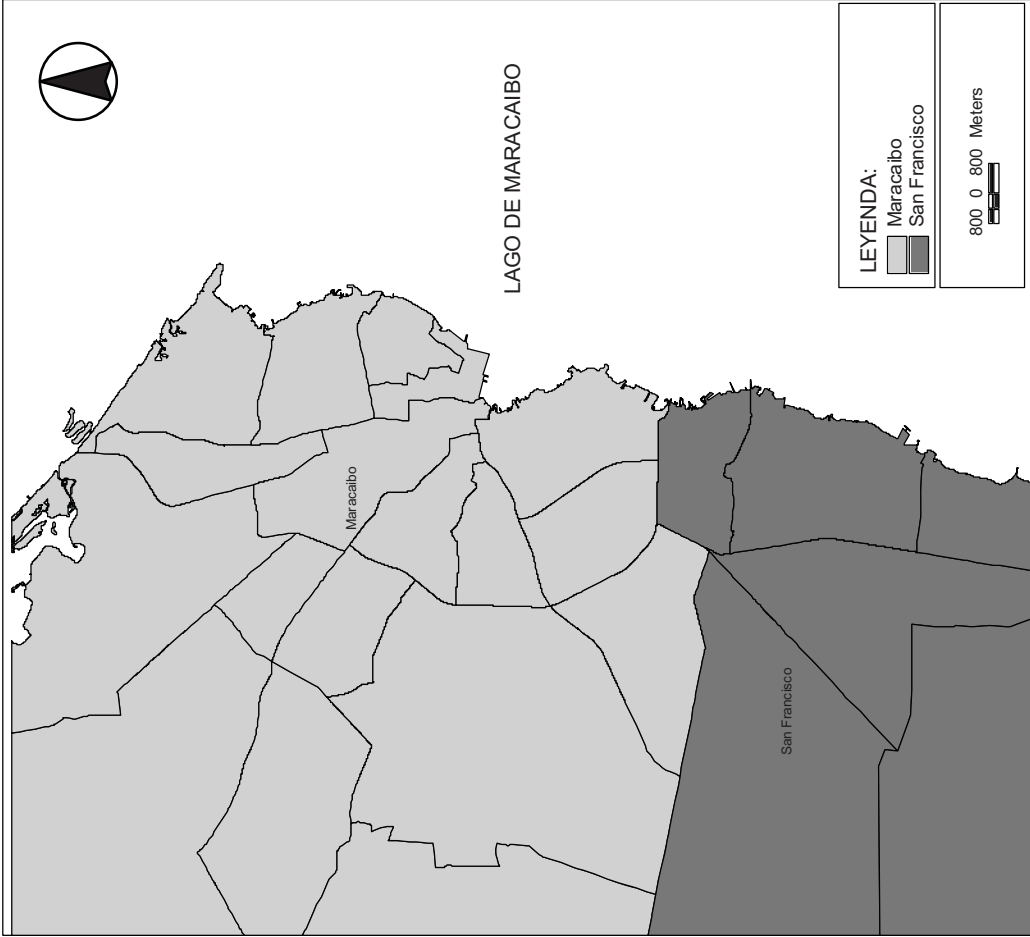 LAGO DE MARACAIBO
Maracaibo
San Francisco
LEYENDA:
Maracaibo
San Francisco
800 0 800 Meters